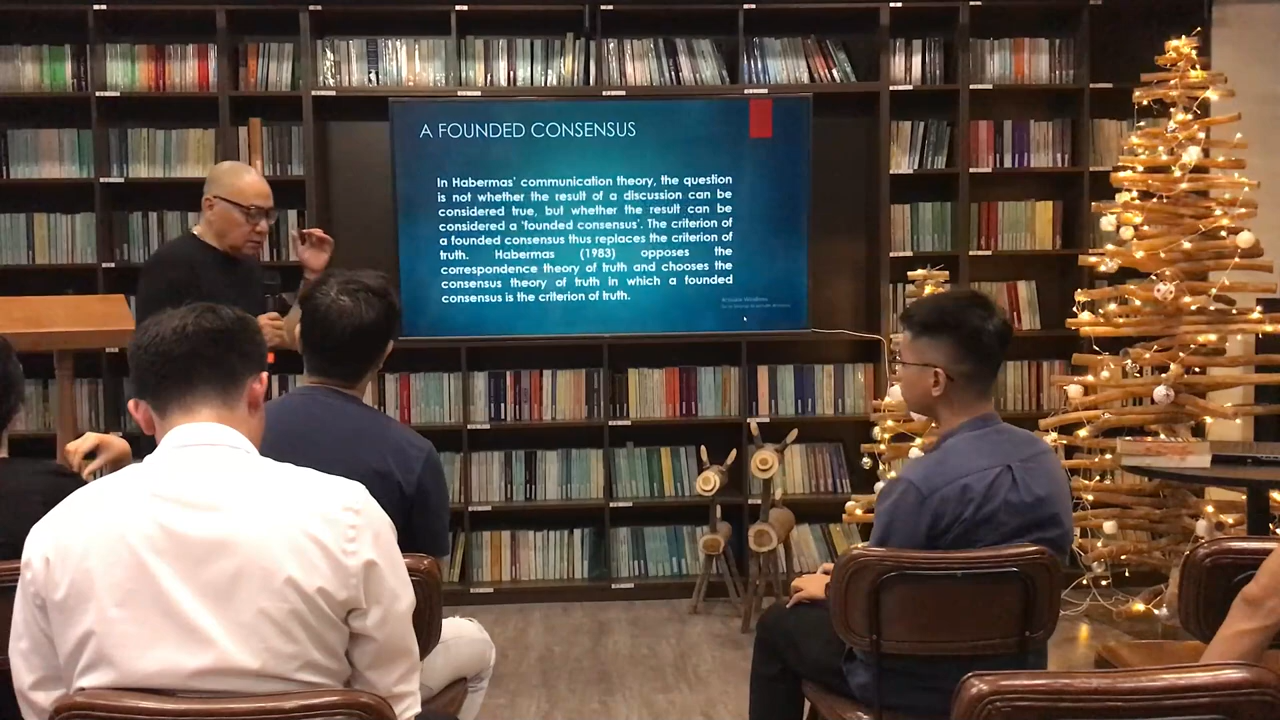 A FOUNDED CONSENSUS
In Habermas' communication theory, the question
is not whether the result of a discussion can be
considered true, but whether the result can be
considered a 'founded consensus'. The criterion of
a founded consensus thus replaces the criterion of
truth. Habermas (1983) opposes the
correspondence theory of truth and chooses the
consensus theory of truth in which a founded
consensus is the criterion of truth.
Activate Windows